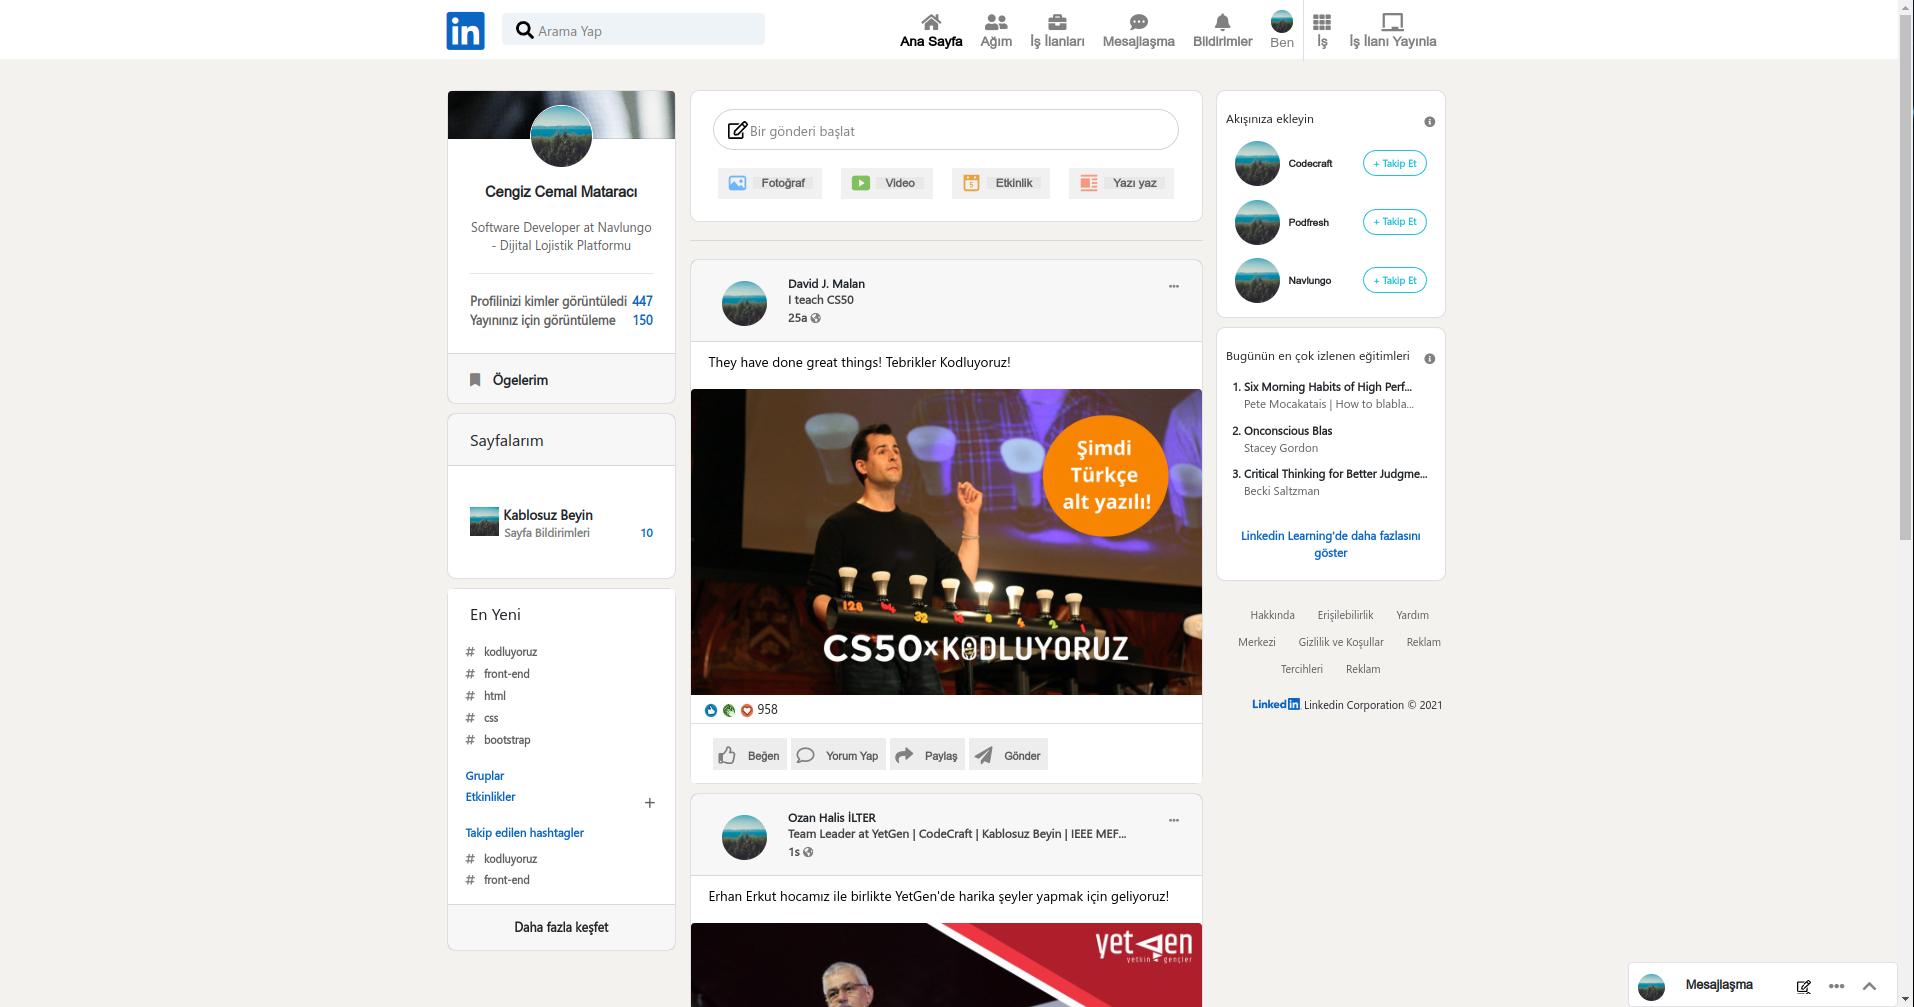 in
Arama Yap
Ana Sayfa
Ağım
İş İlanları
Mesajlaşma
Bildirimler
Ben
İş
İş İlanı Yayınla
Cengiz Cemal Mataracı
Software Developer at Navlungo
- Dijital Lojistik Platformu
Profilinizi kimler görüntüledi 447
Yayınınız için görüntüleme 150
Ögelerim
Sayfalarım
Kablosuz Beyin
Sayfa Bildirimleri 10
En Yeni
# kodluyoruz
# front-end
# html
# css
# bootstrap
Gruplar
Etkinlikler
+
Takip edilen hashtagler
# kodluyoruz
# front-end
Daha fazla keşfet
Bir gönderi başlat
Fotoğraf
Video
5
Etkinlik
Yazı yaz
David J. Malan
I teach CS50
25a
They have done great things! Tebrikler Kodluyoruz!
Şimdi
Türkçe
alt yazılı!
128 64 32 16 8 4 2 1
CS50xKODLUYORUZ
958
Beğen
Yorum Yap
Paylaş
Gönder
Ozan Halis İLTER
Team Leader at YetGen | CodeCraft | Kablosuz Beyin | IEEE MEF...
1s
Erhan Erkut hocamız ile birlikte YetGen'de harika şeyler yapmak için geliyoruz!
yetgen
yetkin gençler
Akışınıza ekleyin
Codecraft
+ Takip Et
Podfresh
+ Takip Et
Navlungo
+ Takip Et
Bugünün en çok izlenen eğitimleri
1. Six Morning Habits of High Perf...
Pete Mocakatais | How to blabla...
2. Onconscious Blas
Stacey Gordon
3. Critical Thinking for Better Judgme...
Becki Saltzman
Linkedin Learning'de daha fazlasını
göster
Hakkında Erişilebilirlik Yardım
Merkezi Gizlilik ve Koşullar Reklam
Tercihleri Reklam
Linkedin Linkedin Corporation © 2021
Mesajlaşma